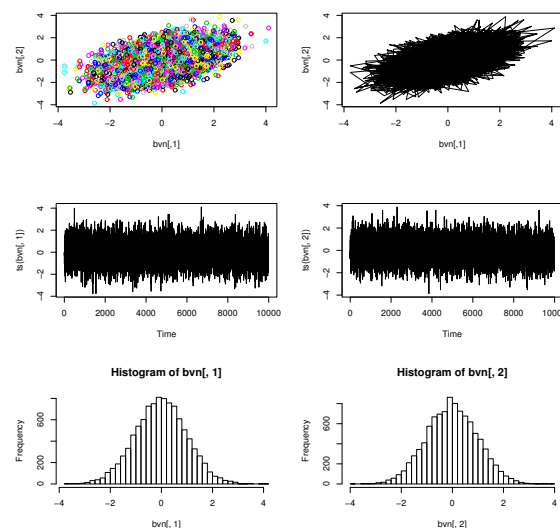 bvn[,2]
4
2
0
−2
−4
−4 −2 0 2 4
bvn[,1]
bvn[,2]
4
2
0
−2
−4
−4 −2 0 2 4
bvn[,1]
ts(bvn[, 1])
4
2
0
−2
−4
0 2000 4000 6000 8000 10000
Time
ts(bvn[, 2])
4
2
0
−2
−4
0 2000 4000 6000 8000 1000
Time
Histogram of bvn[, 1]
Frequency
600
200
0
−4 −2 0 2 4
bvn[, 1]
Histogram of bvn[, 2]
Frequency
600
200
0
−4 −2 0 2 4
bvn[, 2]